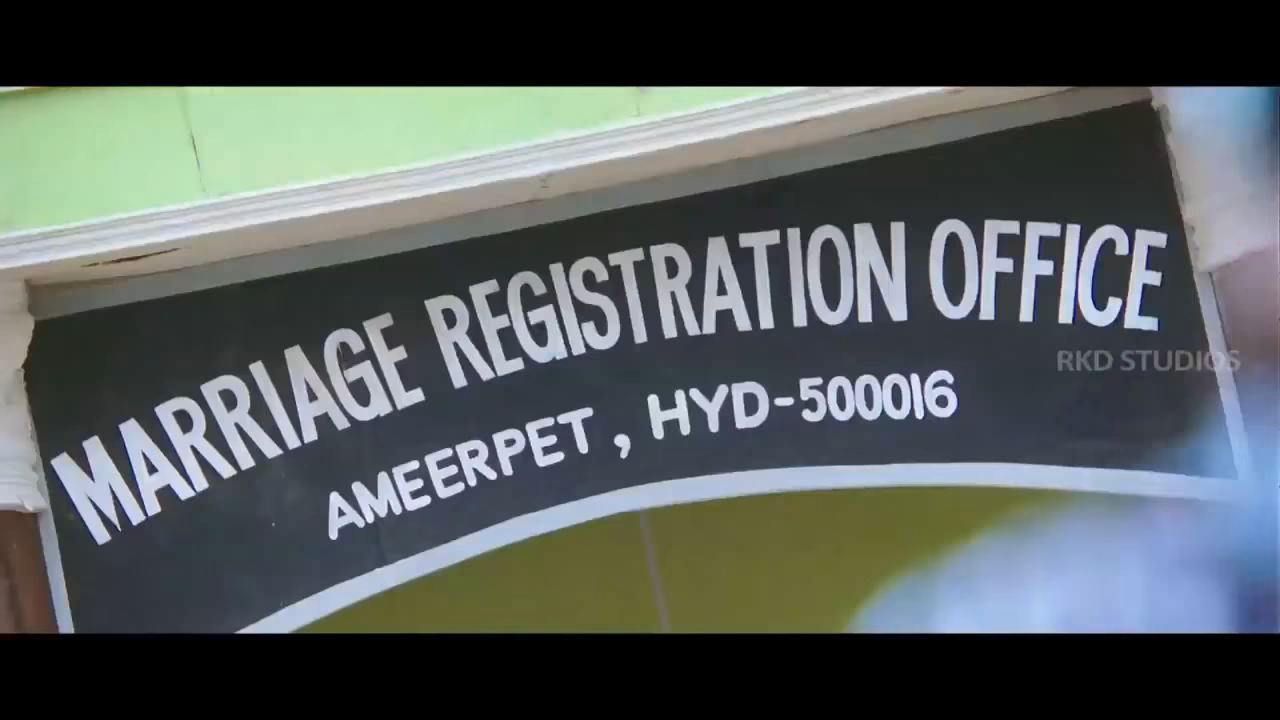 MARRIAGE REGISTRATION OFFICE
AMEERPET, HYD-500016
RKD STUDIOS